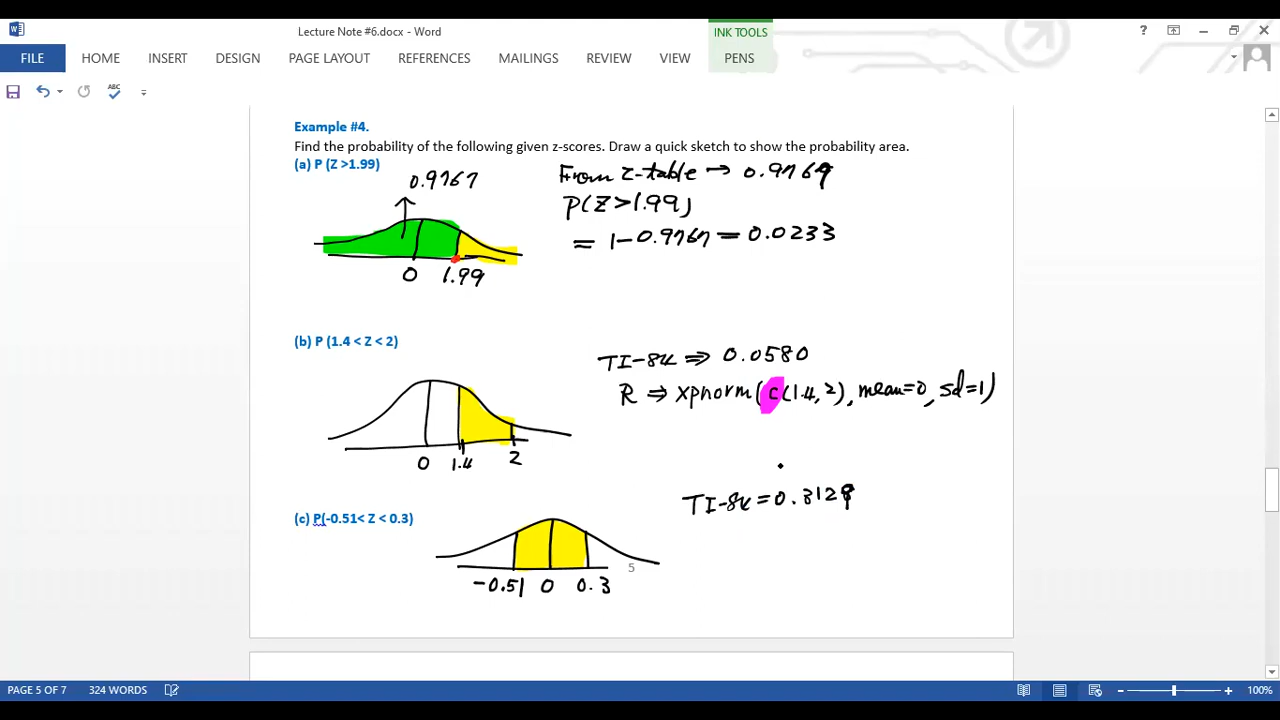 Lecture Note #6.docx - Word
INK TOOLS
?
FILE HOME INSERT DESIGN PAGE LAYOUT REFERENCES MAILINGS REVIEW VIEW PENS
ABC
Example #4.
Find the probability of the following given z-scores. Draw a quick sketch to show the probability area.
(a) P (Z >1.99)
0.9767
0
1.99
From z-table → 0.9767
P(Z>1.99)
= 1-0.9767 = 0.0233
(b) P (1.4 < Z < 2)
TI-84 ⇒ 0.0580
R ⇒ xpnorm(c(1.4, 2), mean=0, sd=1)
0 1.4 2
TI-84 = 0.3129
(c) P(-0.51< Z < 0.3)
-0.51 0 0.3
5
PAGE 5 OF 7 324 WORDS
100%